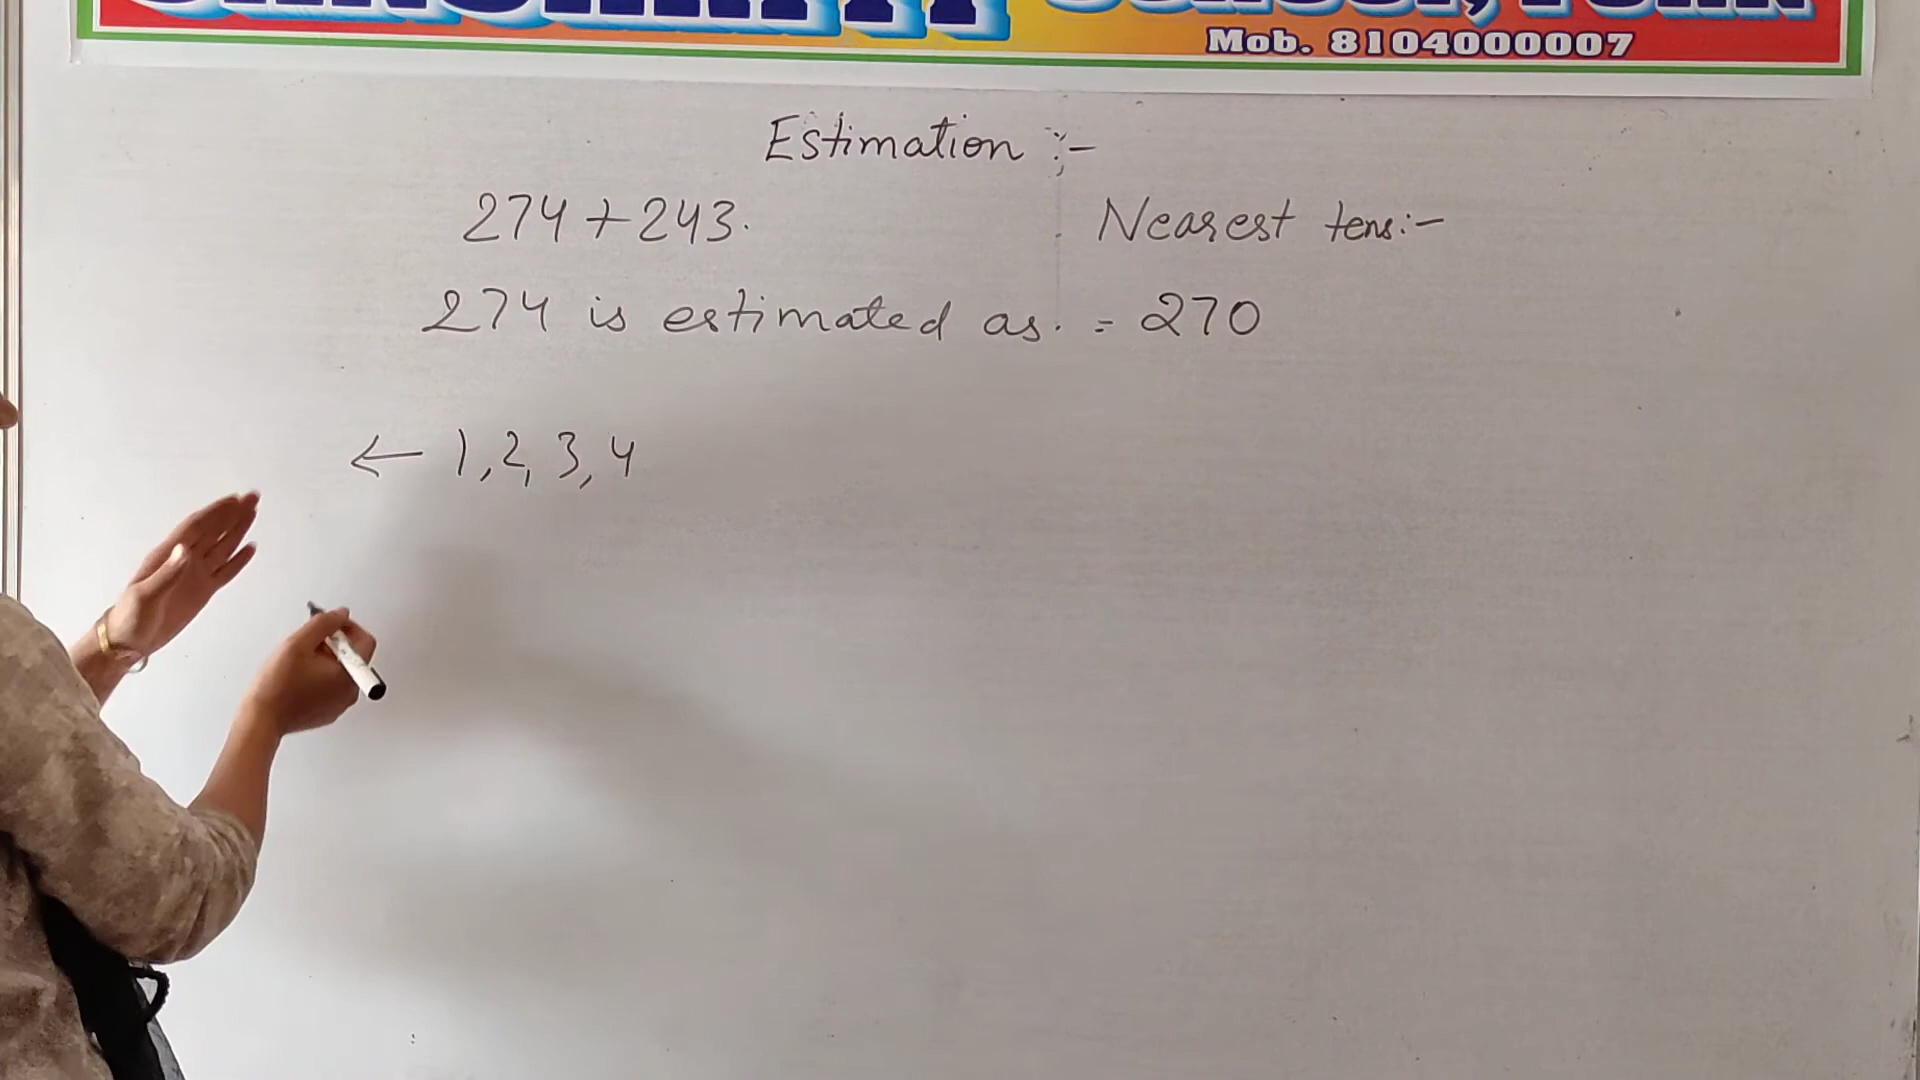 Mob. 8104000007
Estimation :-
274 + 243.
Nearest tens:-
274 is estimated as. = 270
← 1, 2, 3, 4